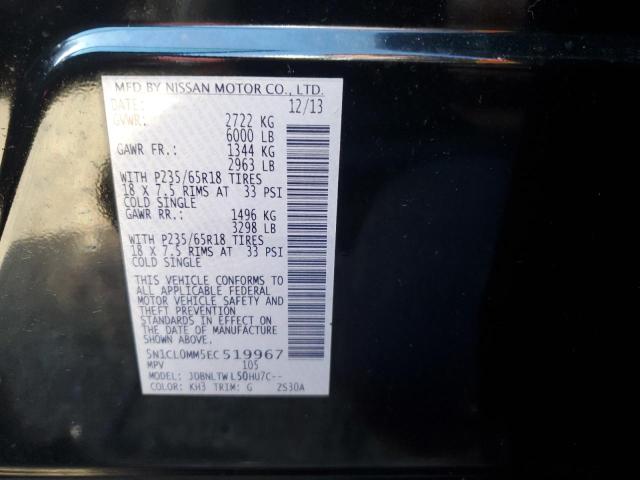 MFD BY NISSAN MOTOR CO., LTD.
DATE: 12/13
GVWR: 2722 KG
6000 LB
GAWR FR.: 1344 KG
2963 LB
WITH P235/65R18 TIRES
18 X 7.5 RIMS AT 33 PSI
COLD SINGLE
GAWR RR.: 1496 KG
3298 LB
WITH P235/65R18 TIRES
18 X 7.5 RIMS AT 33 PSI
COLD SINGLE
THIS VEHICLE CONFORMS TO
ALL APPLICABLE FEDERAL
MOTOR VEHICLE SAFETY AND
THEFT PREVENTION
STANDARDS IN EFFECT ON
THE DATE OF MANUFACTURE
SHOWN ABOVE.
5N1CL0MM5EC519967
MPV 105
MODEL: JOBNLTWL50HU7C--
COLOR: KH3 TRIM: G 2S30A